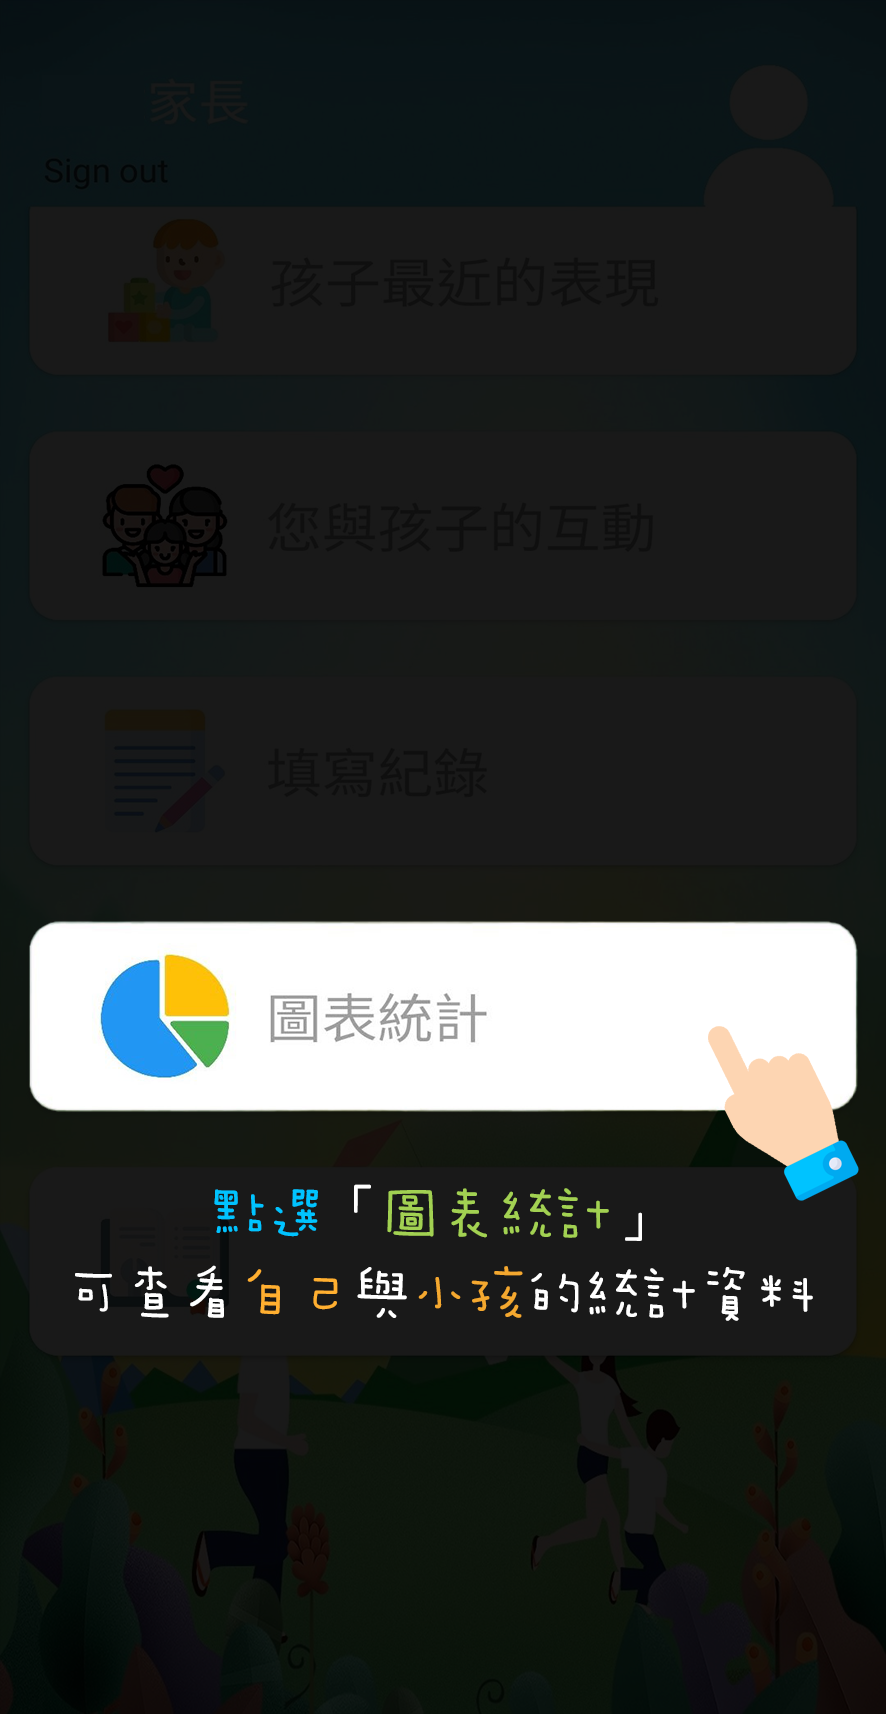 家長
Sign out
孩子最近的表現
您與孩子的互動
填寫紀錄
圖表統計
點選「圖表統計」
可查看自己與小孩的統計資料